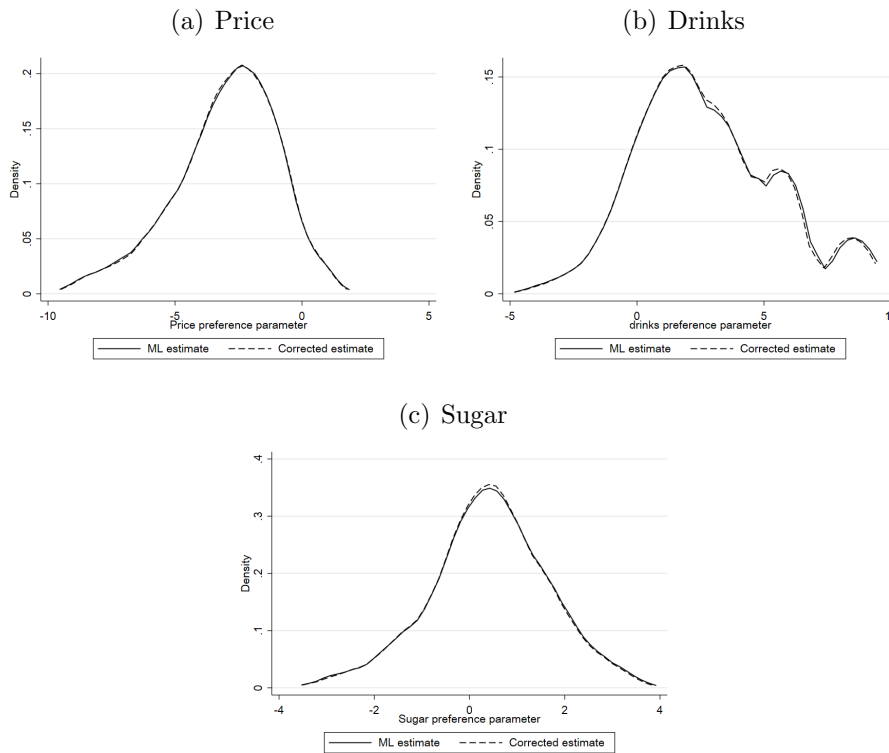 (a) Price
.2
.15
.1
.05
0
Density
-10 -5 0 5
Price preference parameter
ML estimate Corrected estimate
(b) Drinks
.15
.1
.05
0
Density
-5 0 5 1
drinks preference parameter
ML estimate Corrected estimate
(c) Sugar
.4
.3
.2
.1
0
Density
-4 -2 0 2 4
Sugar preference parameter
ML estimate Corrected estimate